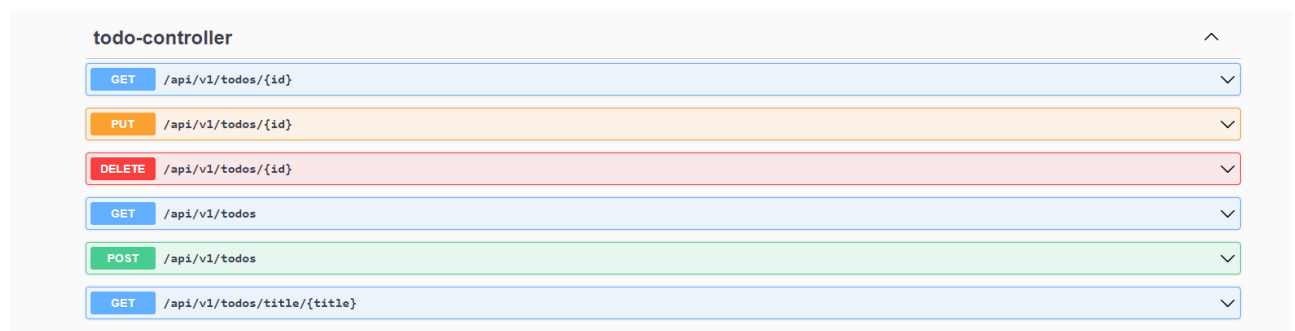 todo-controller
GET /api/v1/todos/{id}
PUT /api/v1/todos/{id}
DELETE /api/v1/todos/{id}
GET /api/v1/todos
POST /api/v1/todos
GET /api/v1/todos/title/{title}